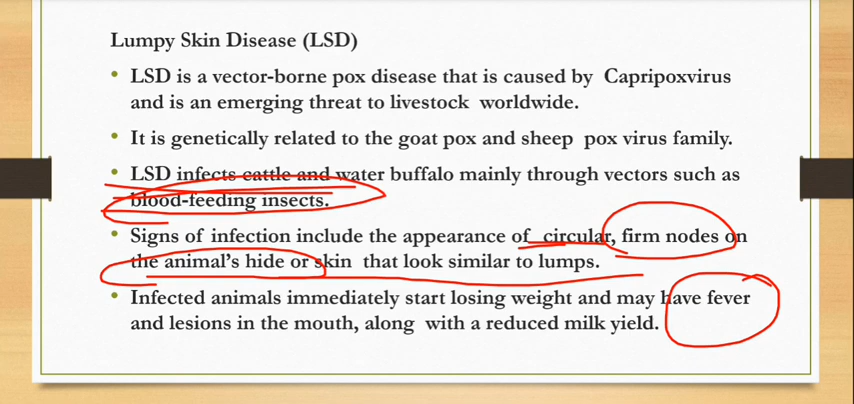 Lumpy Skin Disease (LSD)
• LSD is a vector-borne pox disease that is caused by Capripoxvirus
and is an emerging threat to livestock worldwide.
• It is genetically related to the goat pox and sheep pox virus family.
• LSD infects cattle and water buffalo mainly through vectors such as
blood-feeding insects.
• Signs of infection include the appearance of circular, firm nodes on
the animal's hide or skin that look similar to lumps.
• Infected animals immediately start losing weight and may have fever
and lesions in the mouth, along with a reduced milk yield.